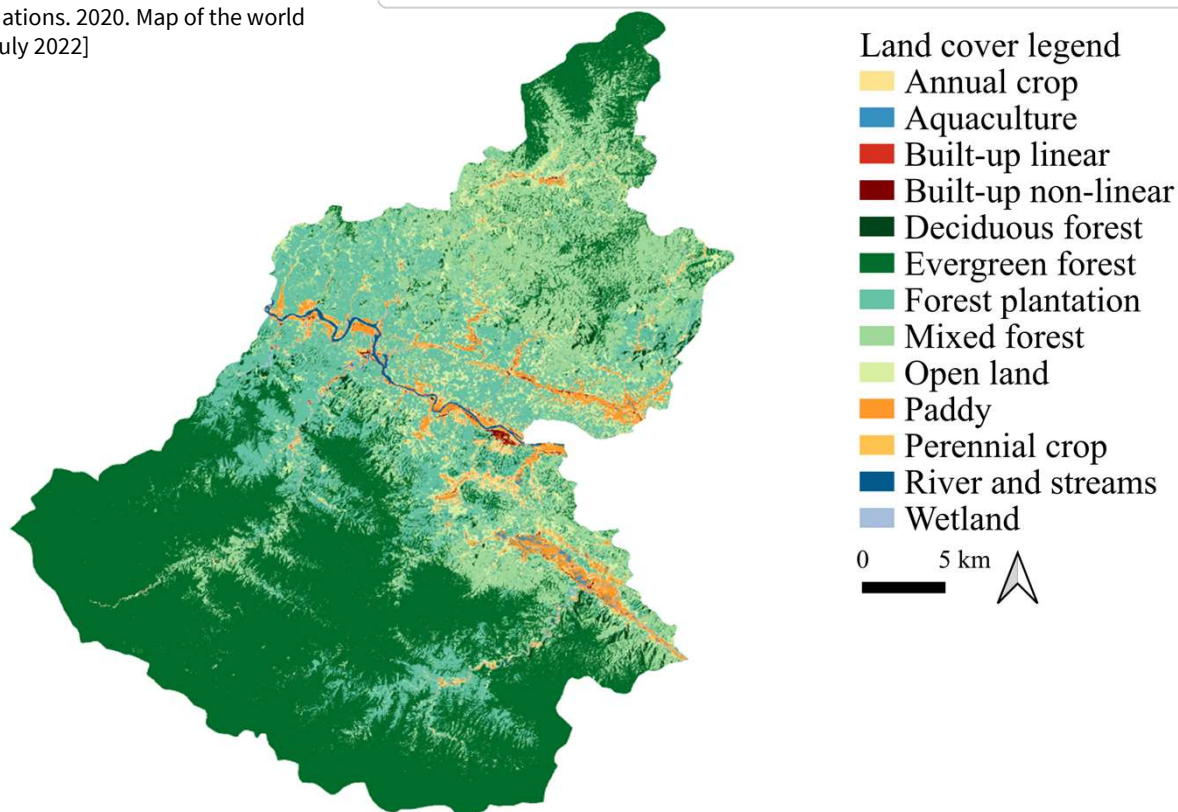 ations. 2020. Map of the world
uly 2022]
Land cover legend
Annual crop
Aquaculture
Built-up linear
Built-up non-linear
Deciduous forest
Evergreen forest
Forest plantation
Mixed forest
Open land
Paddy
Perennial crop
River and streams
Wetland
0 5 km